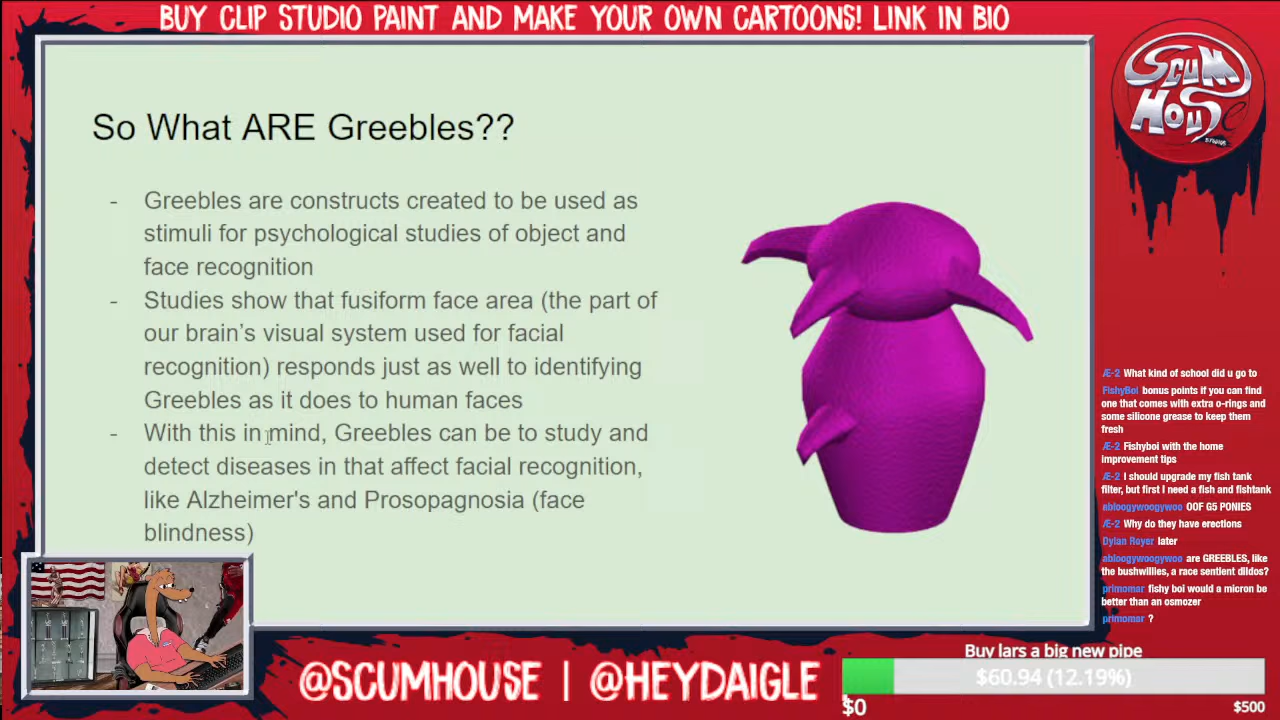 BUY CLIP STUDIO PAINT AND MAKE YOUR OWN CARTOONS! LINK IN BIO
SCUM
HOUSE
STUDIOS
So What ARE Greebles??
- Greebles are constructs created to be used as
stimuli for psychological studies of object and
face recognition
- Studies show that fusiform face area (the part of
our brain's visual system used for facial
recognition) responds just as well to identifying
Greebles as it does to human faces
- With this in mind, Greebles can be to study and
detect diseases in that affect facial recognition,
like Alzheimer's and Prosopagnosia (face
blindness)
Æ-2 What kind of school did u go to
FishyBoi bonus points if you can find
one that comes with extra o-rings and
some silicone grease to keep them
fresh
Æ-2 Fishyboi with the home
improvement tips
Æ-2 I should upgrade my fish tank
filter, but first I need a fish and fishtank
abloogywoogywoo OOF G5 PONIES
Æ-2 Why do they have erections
Dylan Royer later
abloogywoogywoo are GREEBLES, like
the bushwillies, a race sentient dildos?
primomar fishy boi would a micron be
better than an osmozer
primomar ?
@SCUMHOUSE | @HEYDAIGLE
Buy lars a big new pipe
$60.94 (12.19%)
$0
$500